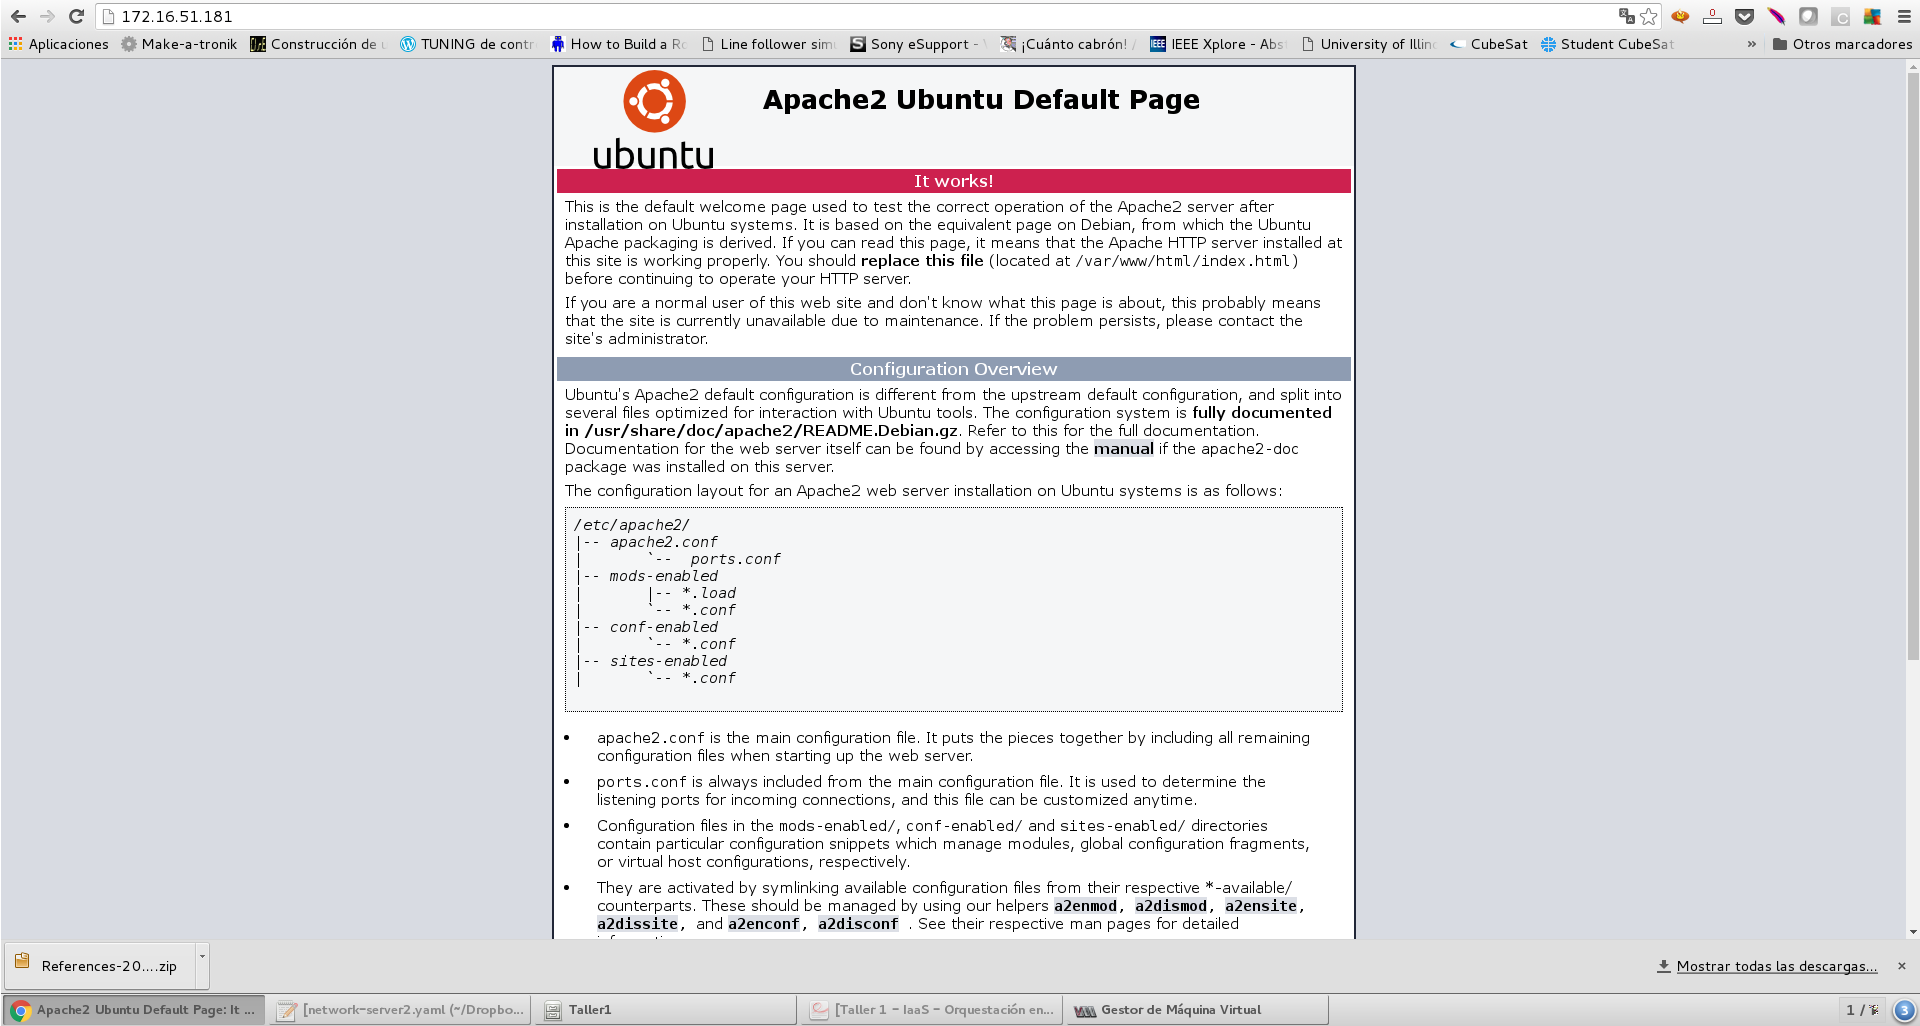 172.16.51.181
0
Aplicaciones
Make-a-tronik
Construcción de
TUNING de contr
How to Build a Ro
Line follower sim
Sony eSupport -
¡Cuánto cabrón! /
IEEE IEEE Xplore - Abs
University of Illin
CubeSat
Student CubeSat
»
Otros marcadores
ubuntu
Apache2 Ubuntu Default Page
It works!
This is the default welcome page used to test the correct operation of the Apache2 server after
installation on Ubuntu systems. It is based on the equivalent page on Debian, from which the Ubuntu
Apache packaging is derived. If you can read this page, it means that the Apache HTTP server installed at
this site is working properly. You should replace this file (located at /var/www/html/index.html)
before continuing to operate your HTTP server.
If you are a normal user of this web site and don't know what this page is about, this probably means
that the site is currently unavailable due to maintenance. If the problem persists, please contact the
site's administrator.
Configuration Overview
Ubuntu's Apache2 default configuration is different from the upstream default configuration, and split into
several files optimized for interaction with Ubuntu tools. The configuration system is fully documented
in /usr/share/doc/apache2/README.Debian.gz. Refer to this for the full documentation.
Documentation for the web server itself can be found by accessing the manual if the apache2-doc
package was installed on this server.
The configuration layout for an Apache2 web server installation on Ubuntu systems is as follows:
/etc/apache2/
|-- apache2.conf
|       `--  ports.conf
|-- mods-enabled
|       |-- *.load
|       `-- *.conf
|-- conf-enabled
|       `-- *.conf
|-- sites-enabled
|       `-- *.conf
• apache2.conf is the main configuration file. It puts the pieces together by including all remaining
configuration files when starting up the web server.
• ports.conf is always included from the main configuration file. It is used to determine the
listening ports for incoming connections, and this file can be customized anytime.
• Configuration files in the mods-enabled/, conf-enabled/ and sites-enabled/ directories
contain particular configuration snippets which manage modules, global configuration fragments,
or virtual host configurations, respectively.
• They are activated by symlinking available configuration files from their respective *-available/
counterparts. These should be managed by using our helpers a2enmod, a2dismod, a2ensite,
a2dissite, and a2enconf, a2disconf . See their respective man pages for detailed
References-20....zip
Mostrar todas las descargas...
Apache2 Ubuntu Default Page: It ...
[network-server2.yaml (~/Dropbo...
Taller1
[Taller 1 - IaaS - Orquestación en...
Gestor de Máquina Virtual
1 /
3